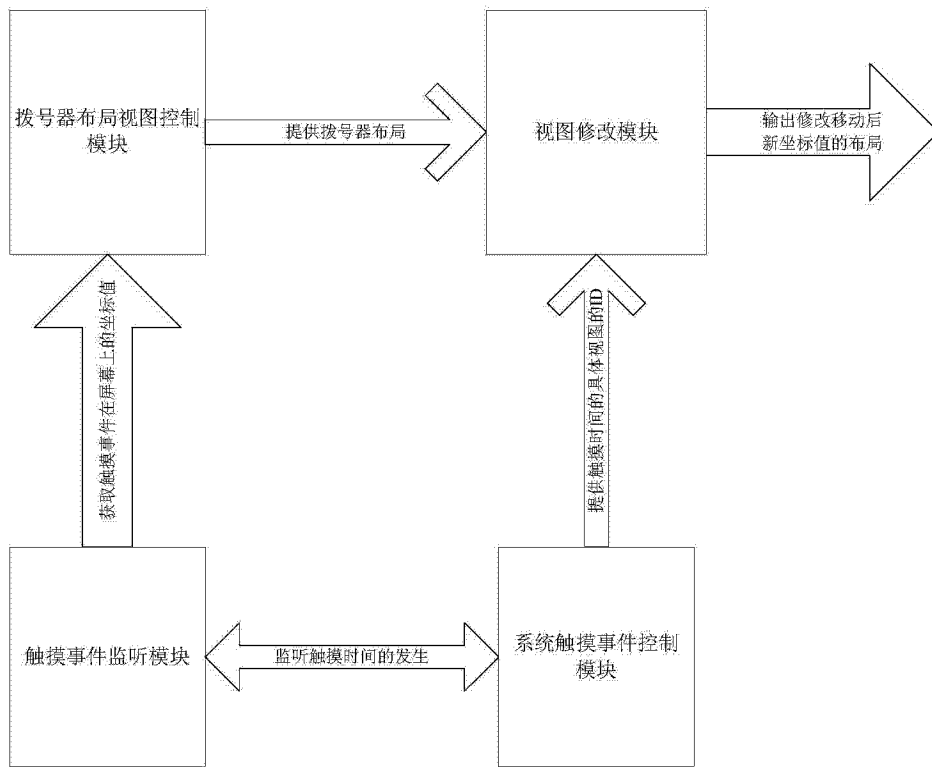 拨号器布局视图控制
模块
提供拨号器布局
视图修改模块
输出修改移动后
新坐标值的布局
获取触摸事件在屏幕上的坐标值
提供触摸时间的具体视图的ID
触摸事件监听模块
监听触摸时间的发生
系统触摸事件控制
模块